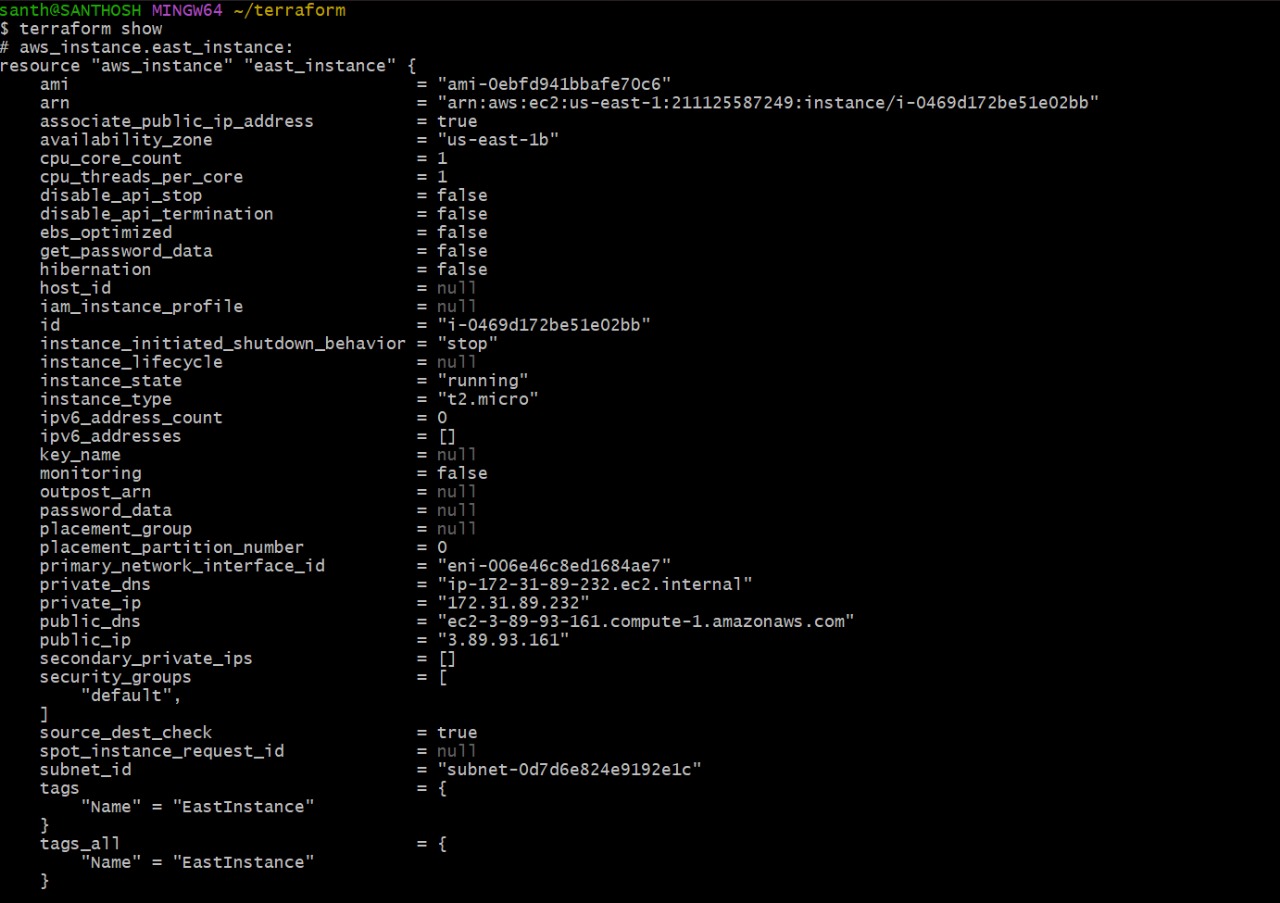 santh@SANTHOSH MINGW64 ~/terraform
$ terraform show
# aws_instance.east_instance:
resource "aws_instance" "east_instance" {
    ami                                  = "ami-0ebfd941bbafe70c6"
    arn                                  = "arn:aws:ec2:us-east-1:211125587249:instance/i-0469d172be51e02bb"
    associate_public_ip_address          = true
    availability_zone                    = "us-east-1b"
    cpu_core_count                       = 1
    cpu_threads_per_core                 = 1
    disable_api_stop                     = false
    disable_api_termination              = false
    ebs_optimized                        = false
    get_password_data                    = false
    hibernation                          = false
    host_id                              = null
    iam_instance_profile                 = null
    id                                   = "i-0469d172be51e02bb"
    instance_initiated_shutdown_behavior = "stop"
    instance_lifecycle                   = null
    instance_state                       = "running"
    instance_type                        = "t2.micro"
    ipv6_address_count                   = 0
    ipv6_addresses                       = []
    key_name                             = null
    monitoring                           = false
    outpost_arn                          = null
    password_data                        = null
    placement_group                      = null
    placement_partition_number           = 0
    primary_network_interface_id         = "eni-006e46c8ed1684ae7"
    private_dns                          = "ip-172-31-89-232.ec2.internal"
    private_ip                           = "172.31.89.232"
    public_dns                           = "ec2-3-89-93-161.compute-1.amazonaws.com"
    public_ip                            = "3.89.93.161"
    secondary_private_ips                = []
    security_groups                      = [
        "default",
    ]
    source_dest_check                    = true
    spot_instance_request_id             = null
    subnet_id                            = "subnet-0d7d6e824e9192e1c"
    tags                                 = {
        "Name" = "EastInstance"
    }
    tags_all                             = {
        "Name" = "EastInstance"
    }